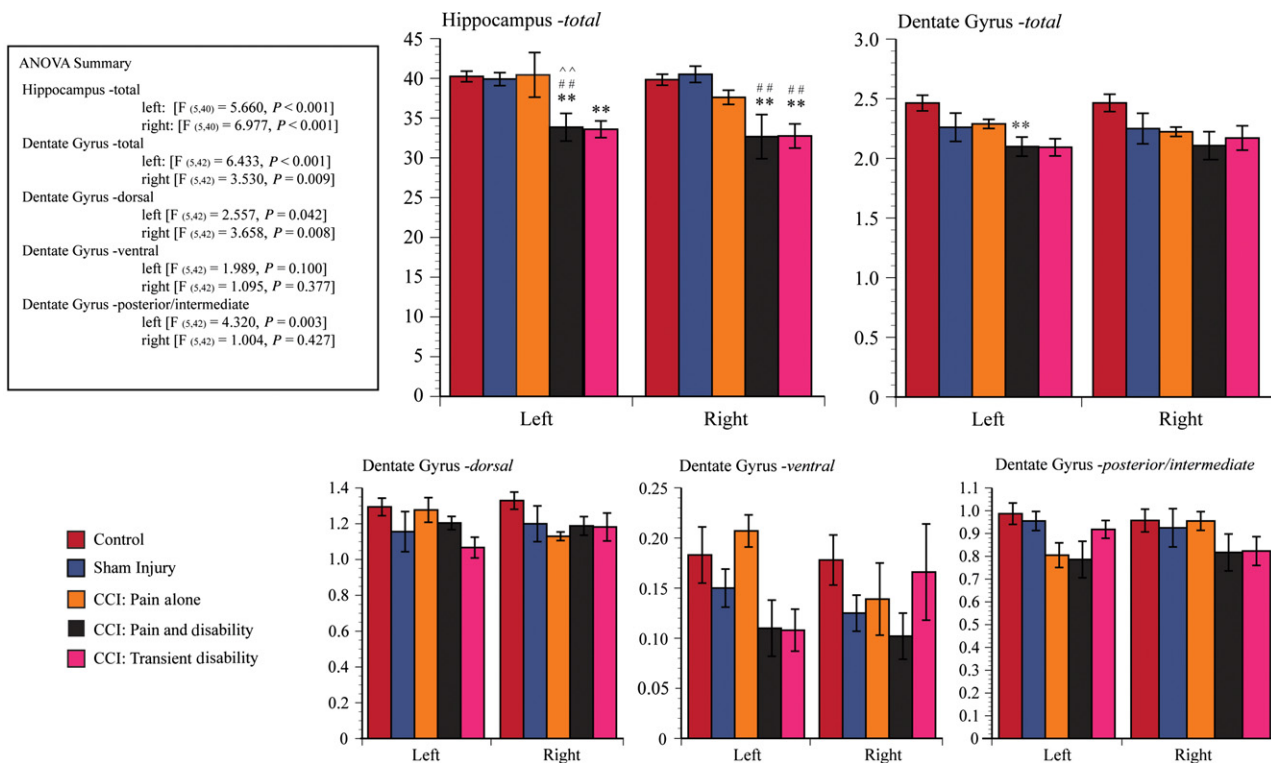 ANOVA Summary
Hippocampus -total
left: [F (5,40) = 5.660, P < 0.001]
right: [F (5,40) = 6.977, P < 0.001]
Dentate Gyrus -total
left: [F (5,42) = 6.433, P < 0.001]
right [F (5,42) = 3.530, P = 0.009]
Dentate Gyrus -dorsal
left [F (5,42) = 2.557, P = 0.042]
right [F (5,42) = 3.658, P = 0.008]
Dentate Gyrus -ventral
left [F (5,42) = 1.989, P = 0.100]
right [F (5,42) = 1.095, P = 0.377]
Dentate Gyrus -posterior/intermediate
left [F (5,42) = 4.320, P = 0.003]
right [F (5,42) = 1.004, P = 0.427]
Hippocampus -total
45
40
35
30
25
20
15
10
5
0
^^
##
**
**
##
**
##
**
Left Right
Dentate Gyrus -total
3.0
2.5
2.0
1.5
1.0
0.5
0
**
Left Right
Control
Sham Injury
CCI: Pain alone
CCI: Pain and disability
CCI: Transient disability
Dentate Gyrus -dorsal
1.4
1.2
1.0
0.8
0.6
0.4
0.2
0
Left Right
Dentate Gyrus -ventral
0.25
0.20
0.15
0.10
0.05
0
Left Right
Dentate Gyrus -posterior/intermediate
1.1
1.0
0.9
0.8
0.7
0.6
0.5
0.4
0.3
0.2
0.1
0
Left Right